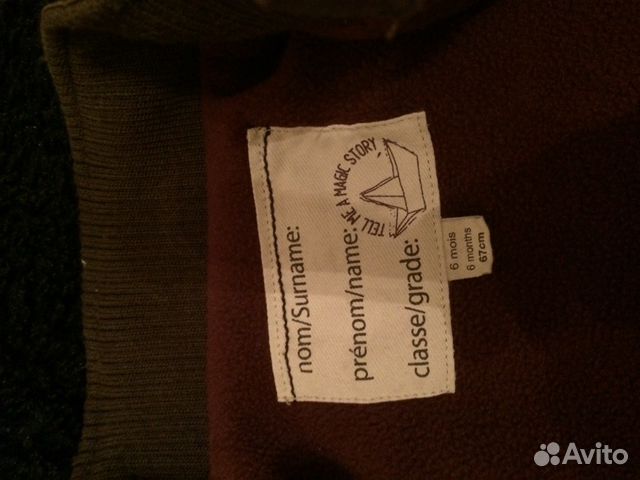 TELL ME A MAGIC STORY
nom/Surname:
prénom/name:
classe/grade:
6 mois
6 months
67cm
Avito